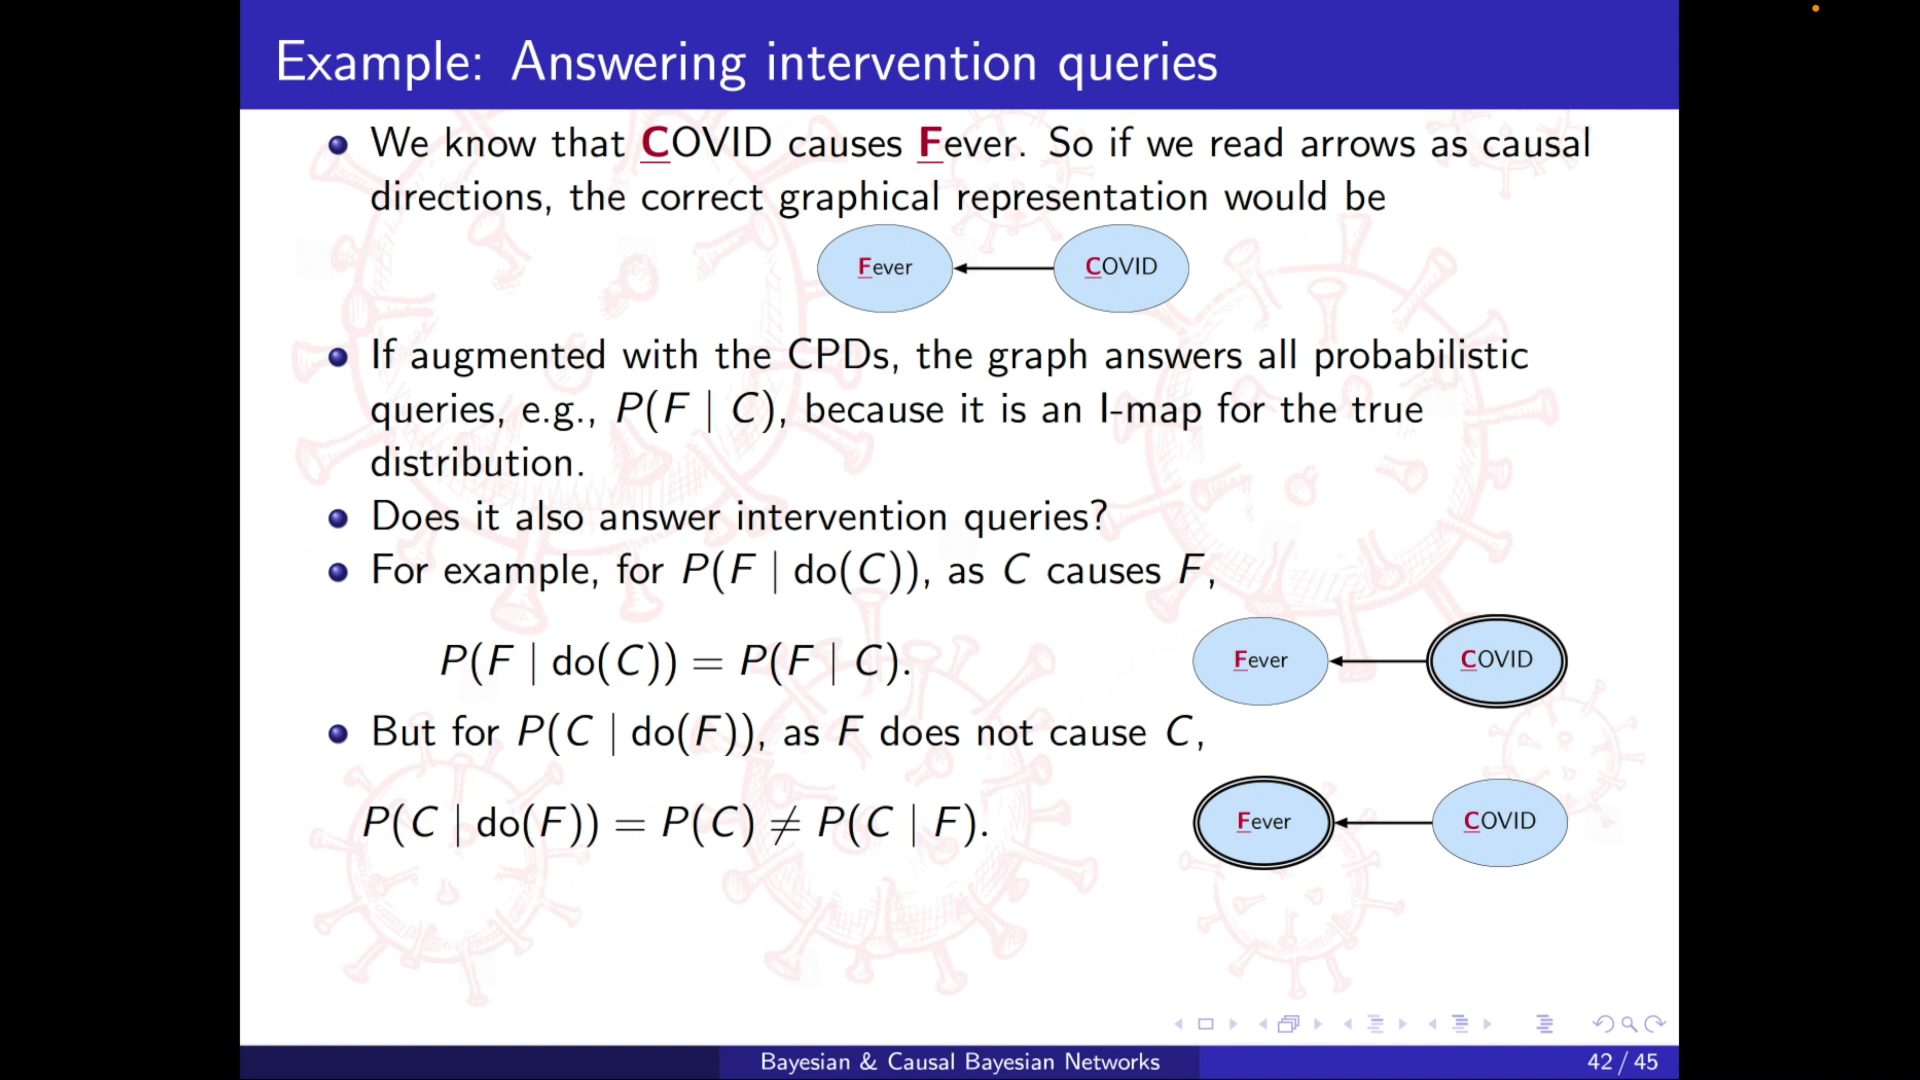 Example: Answering intervention queries
We know that COVID causes Fever. So if we read arrows as causal
directions, the correct graphical representation would be
Fever COVID
If augmented with the CPDs, the graph answers all probabilistic
queries, e.g., P(F | C), because it is an I-map for the true
distribution.
Does it also answer intervention queries?
For example, for P(F | do(C)), as C causes F,
P(F | do(C)) = P(F | C).
Fever COVID
But for P(C | do(F)), as F does not cause C,
P(C | do(F)) = P(C) ≠ P(C | F).
Fever COVID
Bayesian & Causal Bayesian Networks
42 / 45